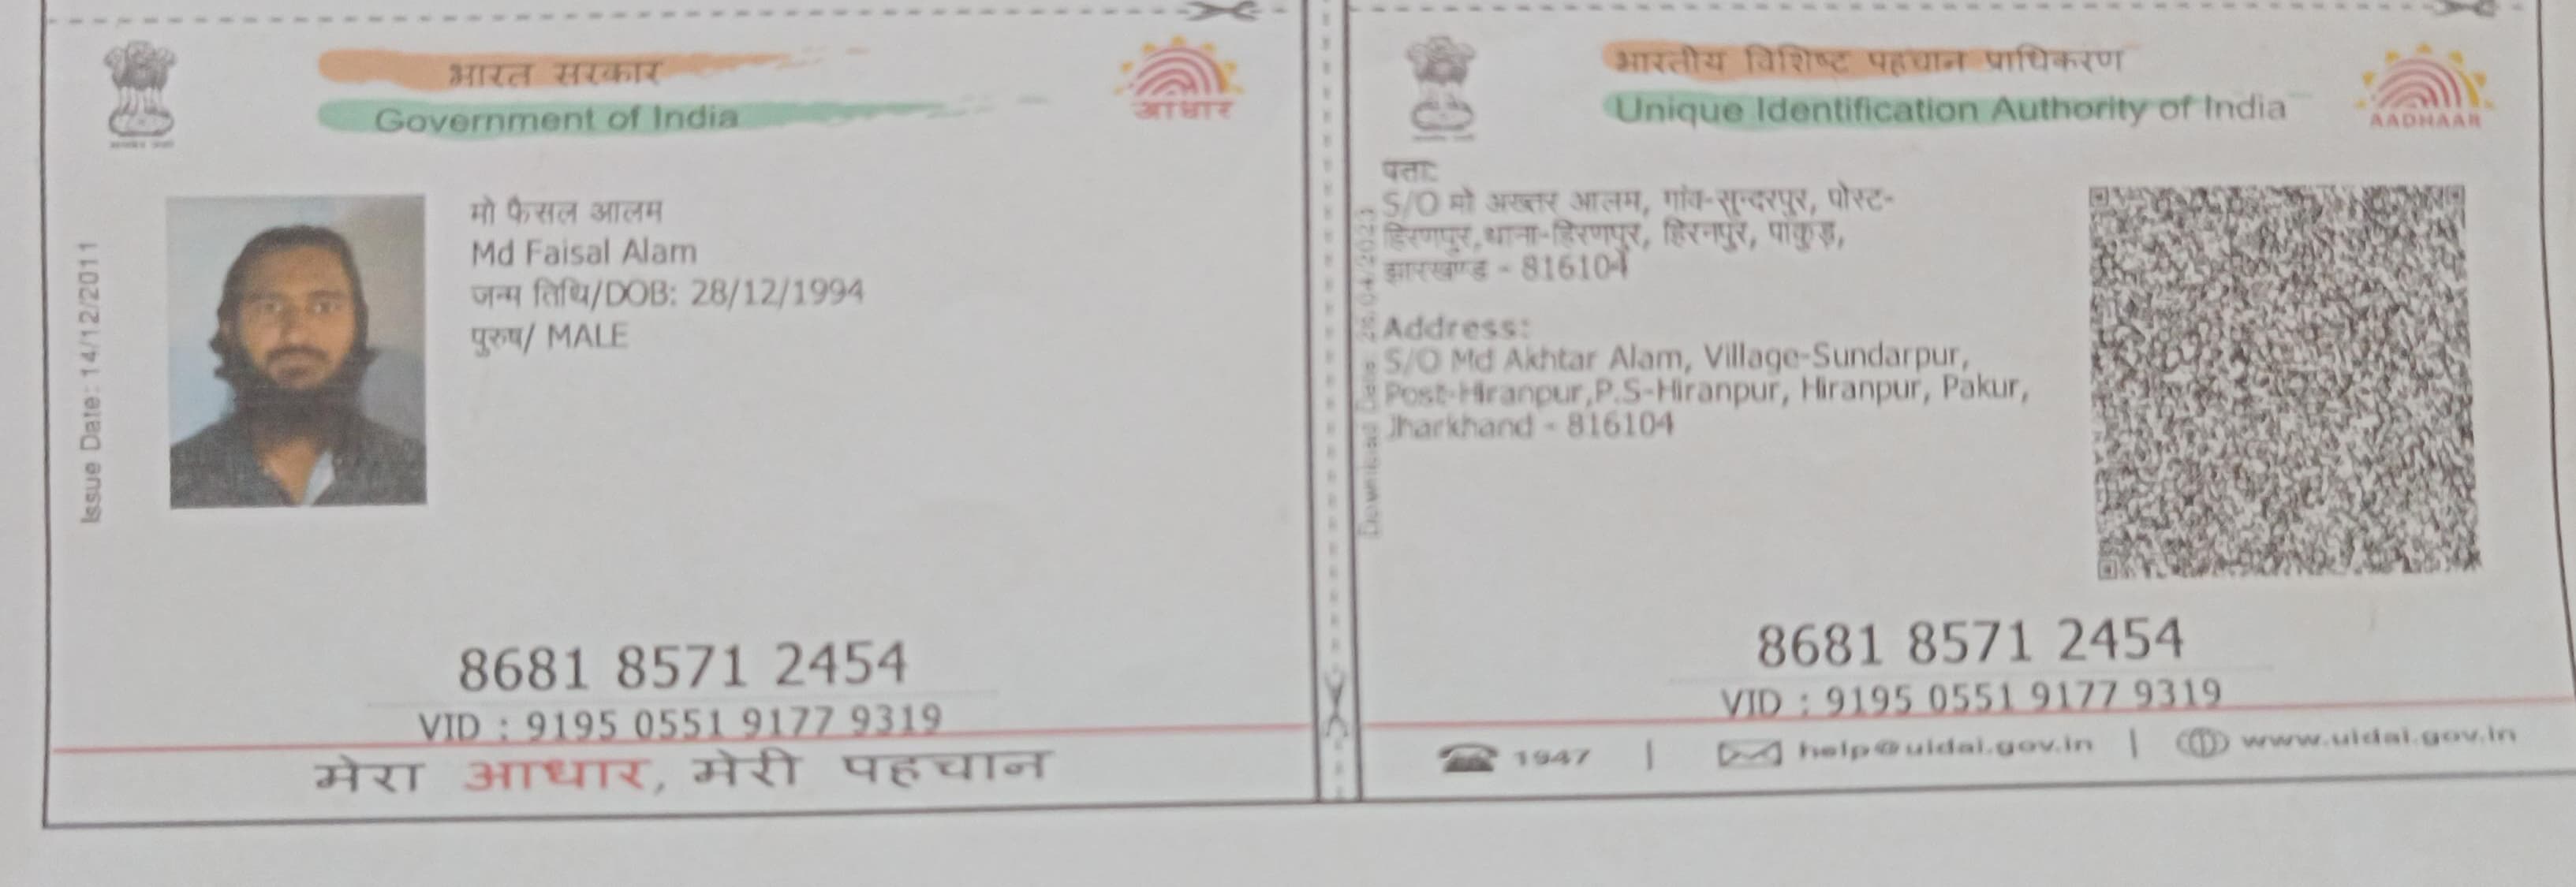 भारत सरकार
Government of India
आधार
Issue Date: 14/12/2011
मो फैसल आलम
Md Faisal Alam
जन्म तिथि/DOB: 28/12/1994
पुरुष/ MALE
8681 8571 2454
VID : 9195 0551 9177 9319
मेरा आधार, मेरी पहचान
भारतीय विशिष्ट पहचान प्राधिकरण
Unique Identification Authority of India
AADHAAR
Download Date:
पता:
S/O मो अख्तर आलम, गांव-सुन्दरपुर, पोस्ट-
हिरणपुर,थाना-हिरणपुर, हिरनपुर, पाकुड़,
झारखण्ड - 816104
Address:
S/O Md Akhtar Alam, Village-Sundarpur,
Post-Hiranpur,P.S-Hiranpur, Hiranpur, Pakur,
Jharkhand - 816104
8681 8571 2454
VID : 9195 0551 9177 9319
1947 | help@uidai.gov.in | www.uidai.gov.in